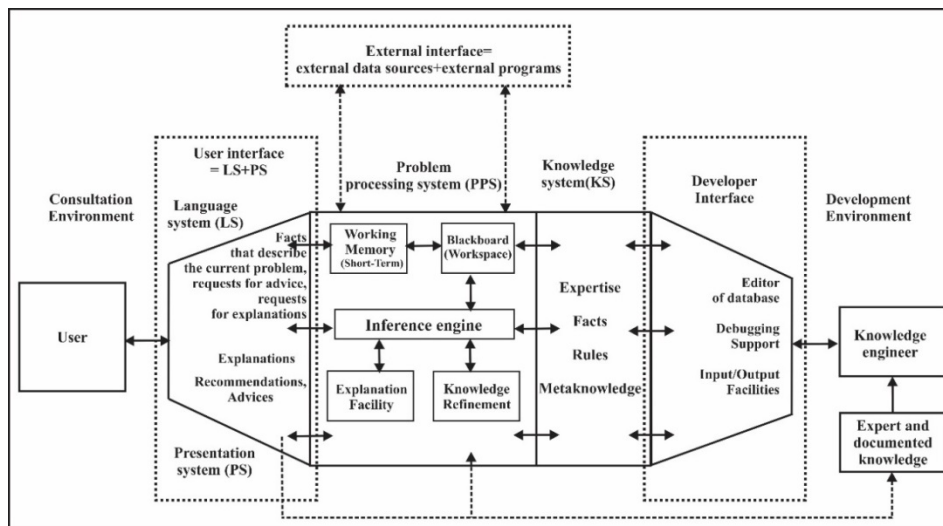 External interface=
external data sources+external programs
User interface
= LS+PS
Problem
processing system (PPS)
Knowledge
system(KS)
Developer
Interface
Consultation
Environment
Development
Environment
Language
system (LS)
Facts
that describe
the current problem,
requests for advice,
requests
for explanations
Explanations
Recommendations,
Advices
Presentation
system (PS)
User
Working
Memory
(Short-Term)
Blackboard
(Workspace)
Inference engine
Explanation
Facility
Knowledge
Refinement
Expertise
Facts
Rules
Metaknowledge
Editor
of database
Debugging
Support
Input/Output
Facilities
Knowledge
engineer
Expert and
documented
knowledge